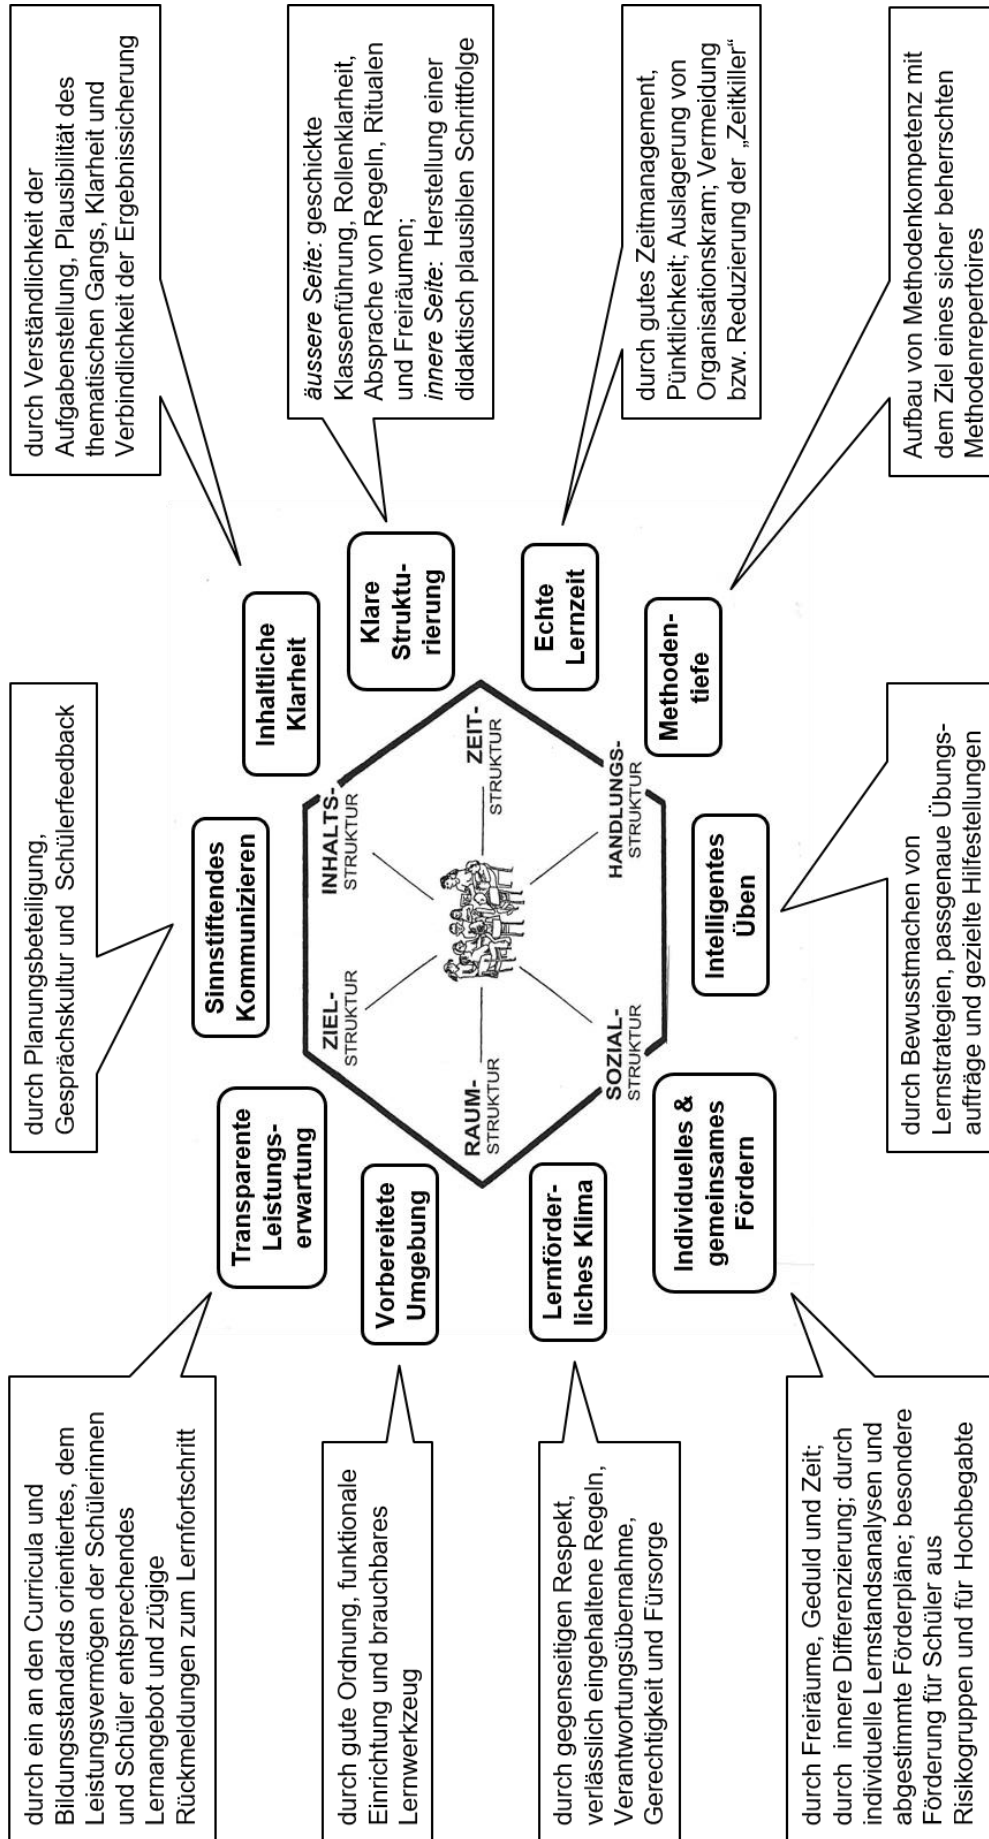 durch ein an den Curricula und
Bildungsstandards orientiertes, dem
Leistungsvermögen der Schülerinnen
und Schüler entsprechendes
Lernangebot und zügige
Rückmeldungen zum Lernfortschritt
durch Planungsbeteiligung,
Gesprächskultur und Schülerfeedback
durch Verständlichkeit der
Aufgabenstellung, Plausibilität des
thematischen Gangs, Klarheit und
Verbindlichkeit der Ergebnissicherung
Transparente
Leistungs-
erwartung
Sinnstiftendes
Kommunizieren
Inhaltliche
Klarheit
durch gute Ordnung, funktionale
Einrichtung und brauchbares
Lernwerkzeug
Vorbereitete
Umgebung
Klare
Struktu-
rierung
äussere Seite: geschickte
Klassenführung, Rollenklarheit,
Absprache von Regeln, Ritualen
und Freiräumen;
innere Seite: Herstellung einer
didaktisch plausiblen Schrittfolge
ZIEL-
STRUKTUR
INHALTS-
STRUKTUR
RAUM-
STRUKTUR
ZEIT-
STRUKTUR
SOZIAL-
STRUKTUR
HANDLUNGS-
STRUKTUR
durch gegenseitigen Respekt,
verlässlich eingehaltene Regeln,
Verantwortungsübernahme,
Gerechtigkeit und Fürsorge
Lernförder-
liches Klima
Echte
Lernzeit
durch gutes Zeitmanagement,
Pünktlichkeit; Auslagerung von
Organisationskram; Vermeidung
bzw. Reduzierung der „Zeitkiller“
Individuelles &
gemeinsames
Fördern
Intelligentes
Üben
Methoden-
tiefe
durch Freiräume, Geduld und Zeit;
durch innere Differenzierung; durch
individuelle Lernstandsanalysen und
abgestimmte Förderpläne; besondere
Förderung für Schüler aus
Risikogruppen und für Hochbegabte
durch Bewusstmachen von
Lernstrategien, passgenaue Übungs-
aufträge und gezielte Hilfestellungen
Aufbau von Methodenkompetenz mit
dem Ziel eines sicher beherrschten
Methodenrepertoires